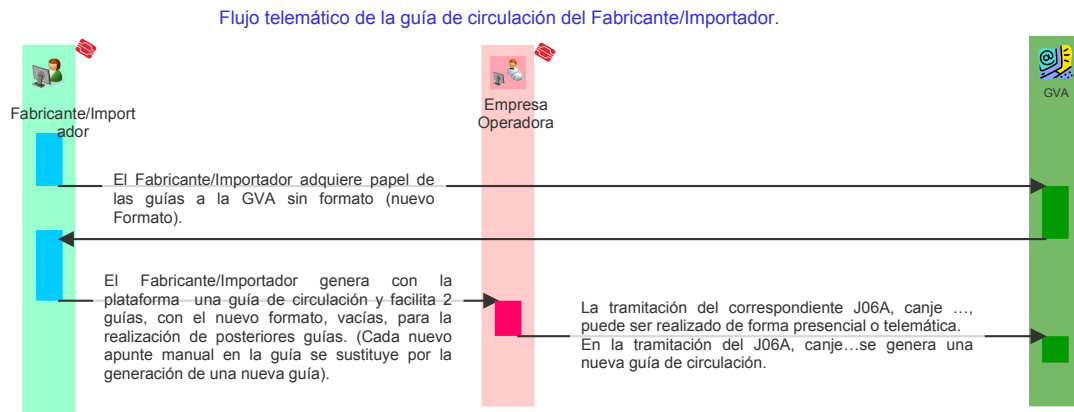 Flujo telemático de la guía de circulación del Fabricante/Importador.
Fabricante/Import
ador
Empresa
Operadora
GVA
El Fabricante/Importador adquiere papel de
las guías a la GVA sin formato (nuevo
Formato).
El Fabricante/Importador genera con la
plataforma una guía de circulación y facilita 2
guías, con el nuevo formato, vacías, para la
realización de posteriores guías. (Cada nuevo
apunte manual en la guía se sustituye por la
generación de una nueva guía).
La tramitación del correspondiente J06A, canje …,
puede ser realizado de forma presencial o telemática.
En la tramitación del J06A, canje…se genera una
nueva guía de circulación.